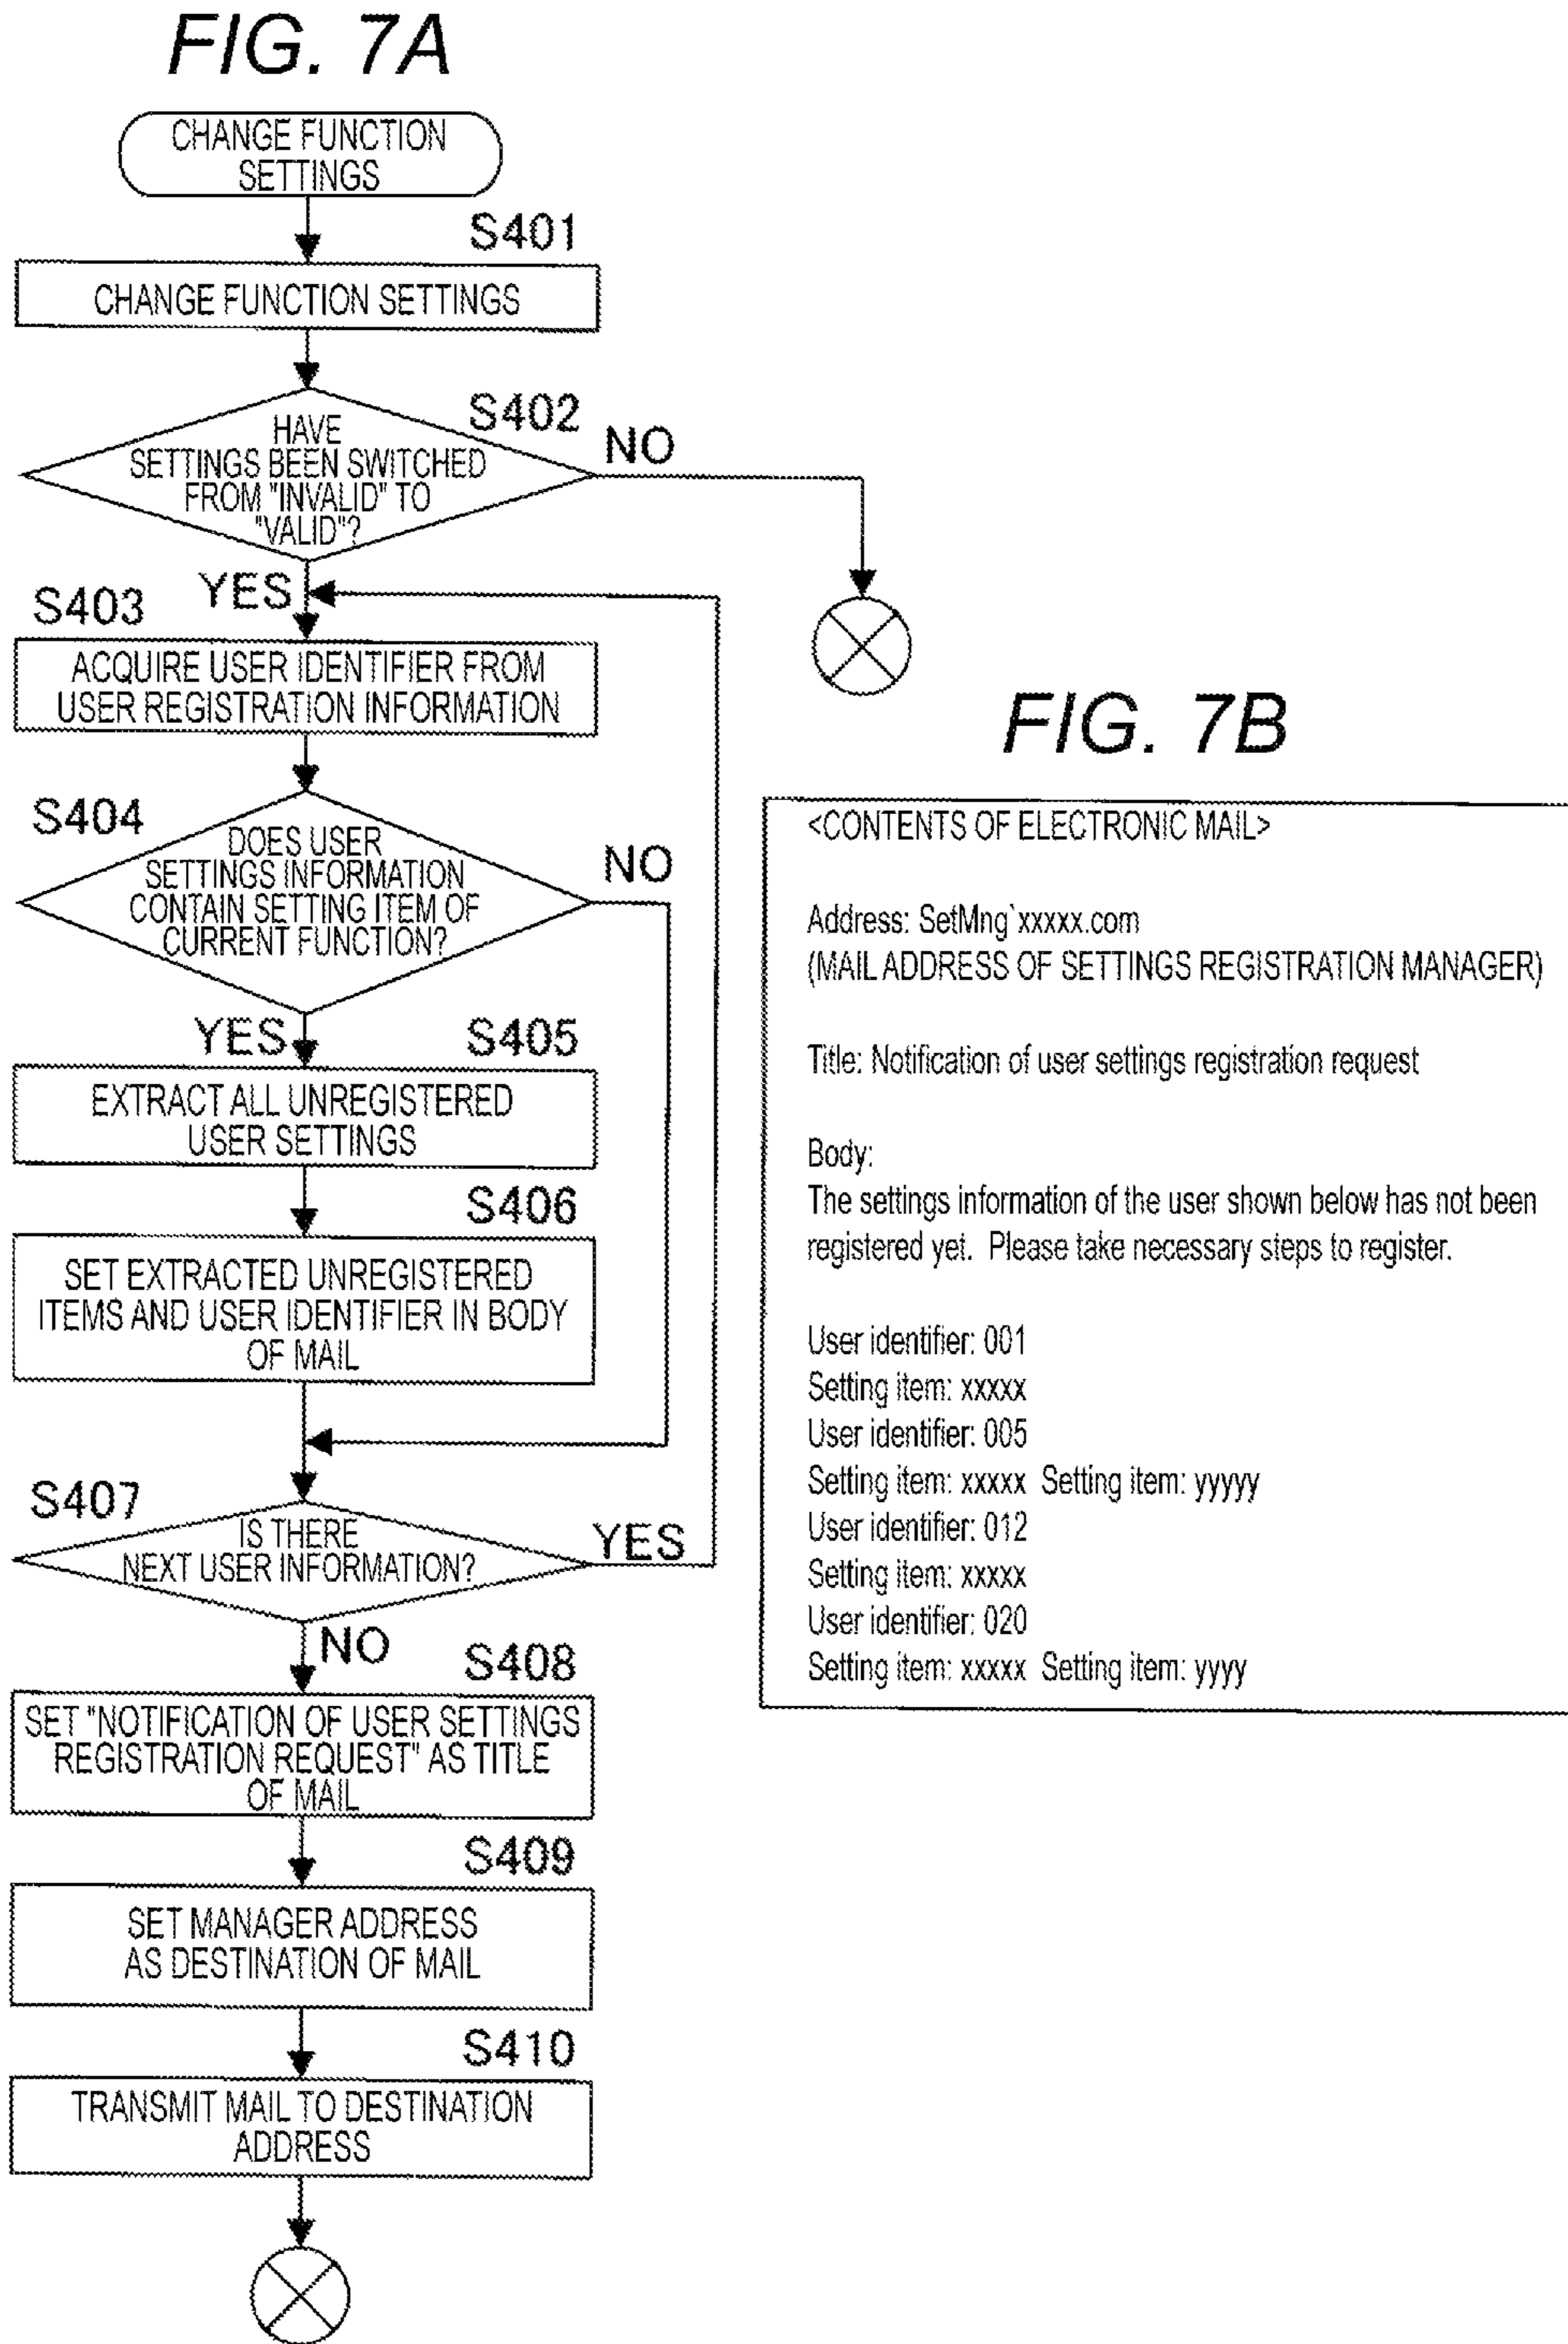 FIG. 7A
CHANGE FUNCTION
SETTINGS
S401
CHANGE FUNCTION SETTINGS
S402
HAVE
SETTINGS BEEN SWITCHED
FROM "INVALID" TO
"VALID"?
NO
YES
S403
ACQUIRE USER IDENTIFIER FROM
USER REGISTRATION INFORMATION
S404
DOES USER
SETTINGS INFORMATION
CONTAIN SETTING ITEM OF
CURRENT FUNCTION?
NO
YES
S405
EXTRACT ALL UNREGISTERED
USER SETTINGS
S406
SET EXTRACTED UNREGISTERED
ITEMS AND USER IDENTIFIER IN BODY
OF MAIL
S407
IS THERE
NEXT USER INFORMATION?
YES
NO
S408
SET "NOTIFICATION OF USER SETTINGS
REGISTRATION REQUEST" AS TITLE
OF MAIL
S409
SET MANAGER ADDRESS
AS DESTINATION OF MAIL
S410
TRANSMIT MAIL TO DESTINATION
ADDRESS
FIG. 7B
<CONTENTS OF ELECTRONIC MAIL>
Address: SetMng`xxxxx.com
(MAIL ADDRESS OF SETTINGS REGISTRATION MANAGER)
Title: Notification of user settings registration request
Body:
The settings information of the user shown below has not been
registered yet. Please take necessary steps to register.
User identifier: 001
Setting item: xxxxx
User identifier: 005
Setting item: xxxxx Setting item: yyyyy
User identifier: 012
Setting item: xxxxx
User identifier: 020
Setting item: xxxxx Setting item: yyyy